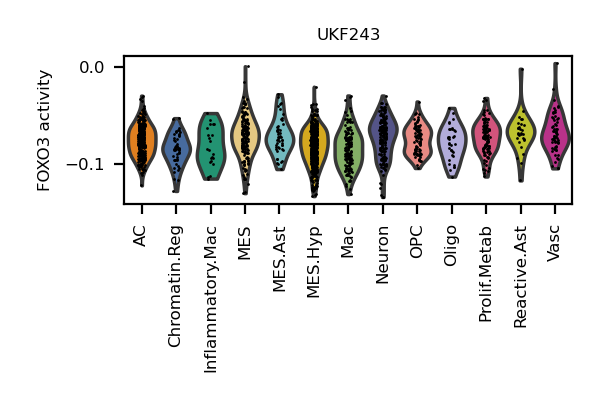 UKF243
FOXO3 activity
0.0
−0.1
AC
Chromatin.Reg
Inflammatory.Mac
MES
MES.Ast
MES.Hyp
Mac
Neuron
OPC
Oligo
Prolif.Metab
Reactive.Ast
Vasc